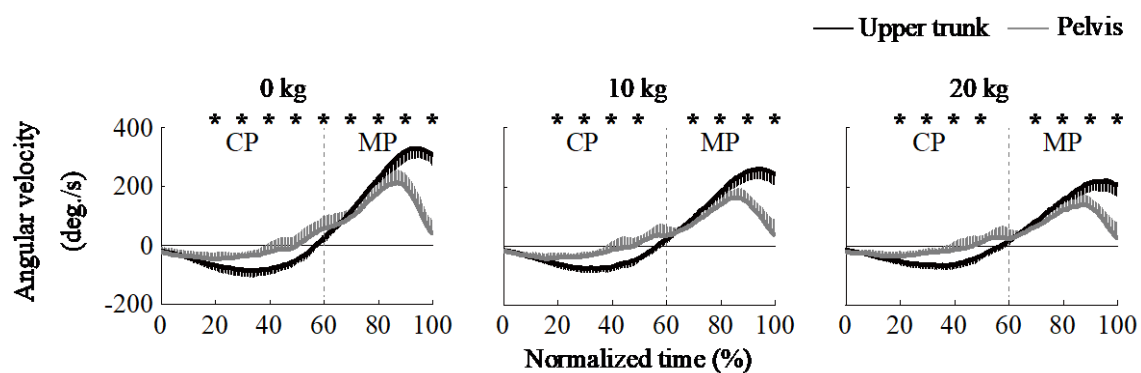 Upper trunk Pelvis
0 kg 10 kg 20 kg
* * * * * * * * * * * * * * * * * * * * * * * * *
400 CP MP CP MP CP MP
200
0
-200
0 20 40 60 80 100 0 20 40 60 80 100 0 20 40 60 80 100
Angular velocity
(deg./s)
Normalized time (%)